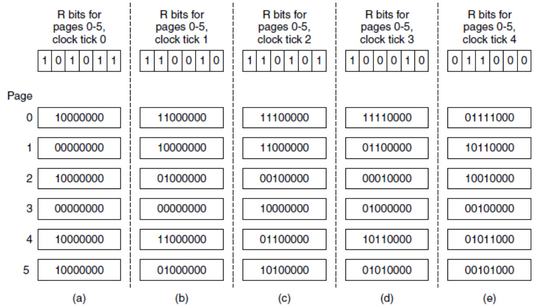 R bits for pages 0-5, clock tick 0
R bits for pages 0-5, clock tick 1
R bits for pages 0-5, clock tick 2
R bits for pages 0-5, clock tick 3
R bits for pages 0-5, clock tick 4
1 0 1 0 1 1
1 1 0 0 1 0
1 1 0 1 0 1
1 0 0 0 1 0
0 1 1 0 0 0
Page
0 10000000 11000000 11100000 11110000 01111000
1 00000000 10000000 11000000 01100000 10110000
2 10000000 01000000 00100000 00010000 10010000
3 00000000 00000000 10000000 01000000 00100000
4 10000000 11000000 01100000 10110000 01011000
5 10000000 01000000 10100000 01010000 00101000
(a) (b) (c) (d) (e)